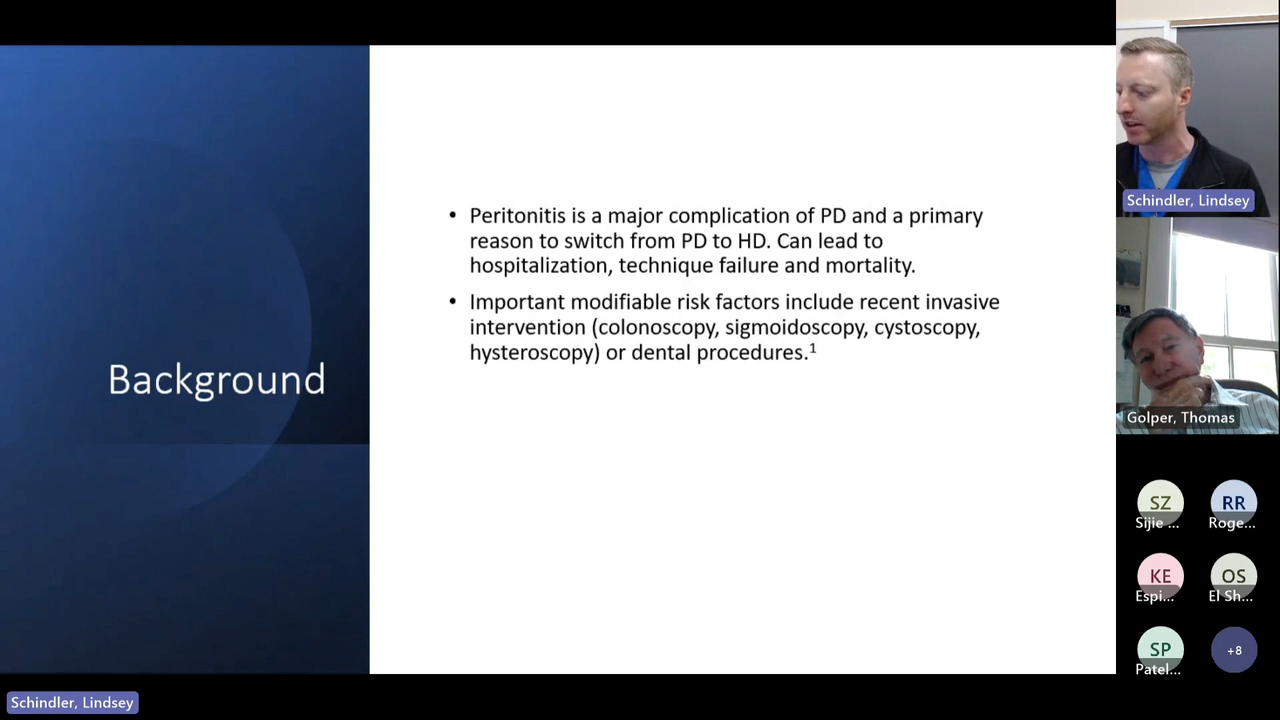 Background
• Peritonitis is a major complication of PD and a primary
reason to switch from PD to HD. Can lead to
hospitalization, technique failure and mortality.
• Important modifiable risk factors include recent invasive
intervention (colonoscopy, sigmoidoscopy, cystoscopy,
hysteroscopy) or dental procedures.¹
Schindler, Lindsey
Golper, Thomas
SZ
Sijie ...
RR
Roge...
KE
Espi...
OS
El Sh...
SP
Patel...
+8
Schindler, Lindsey